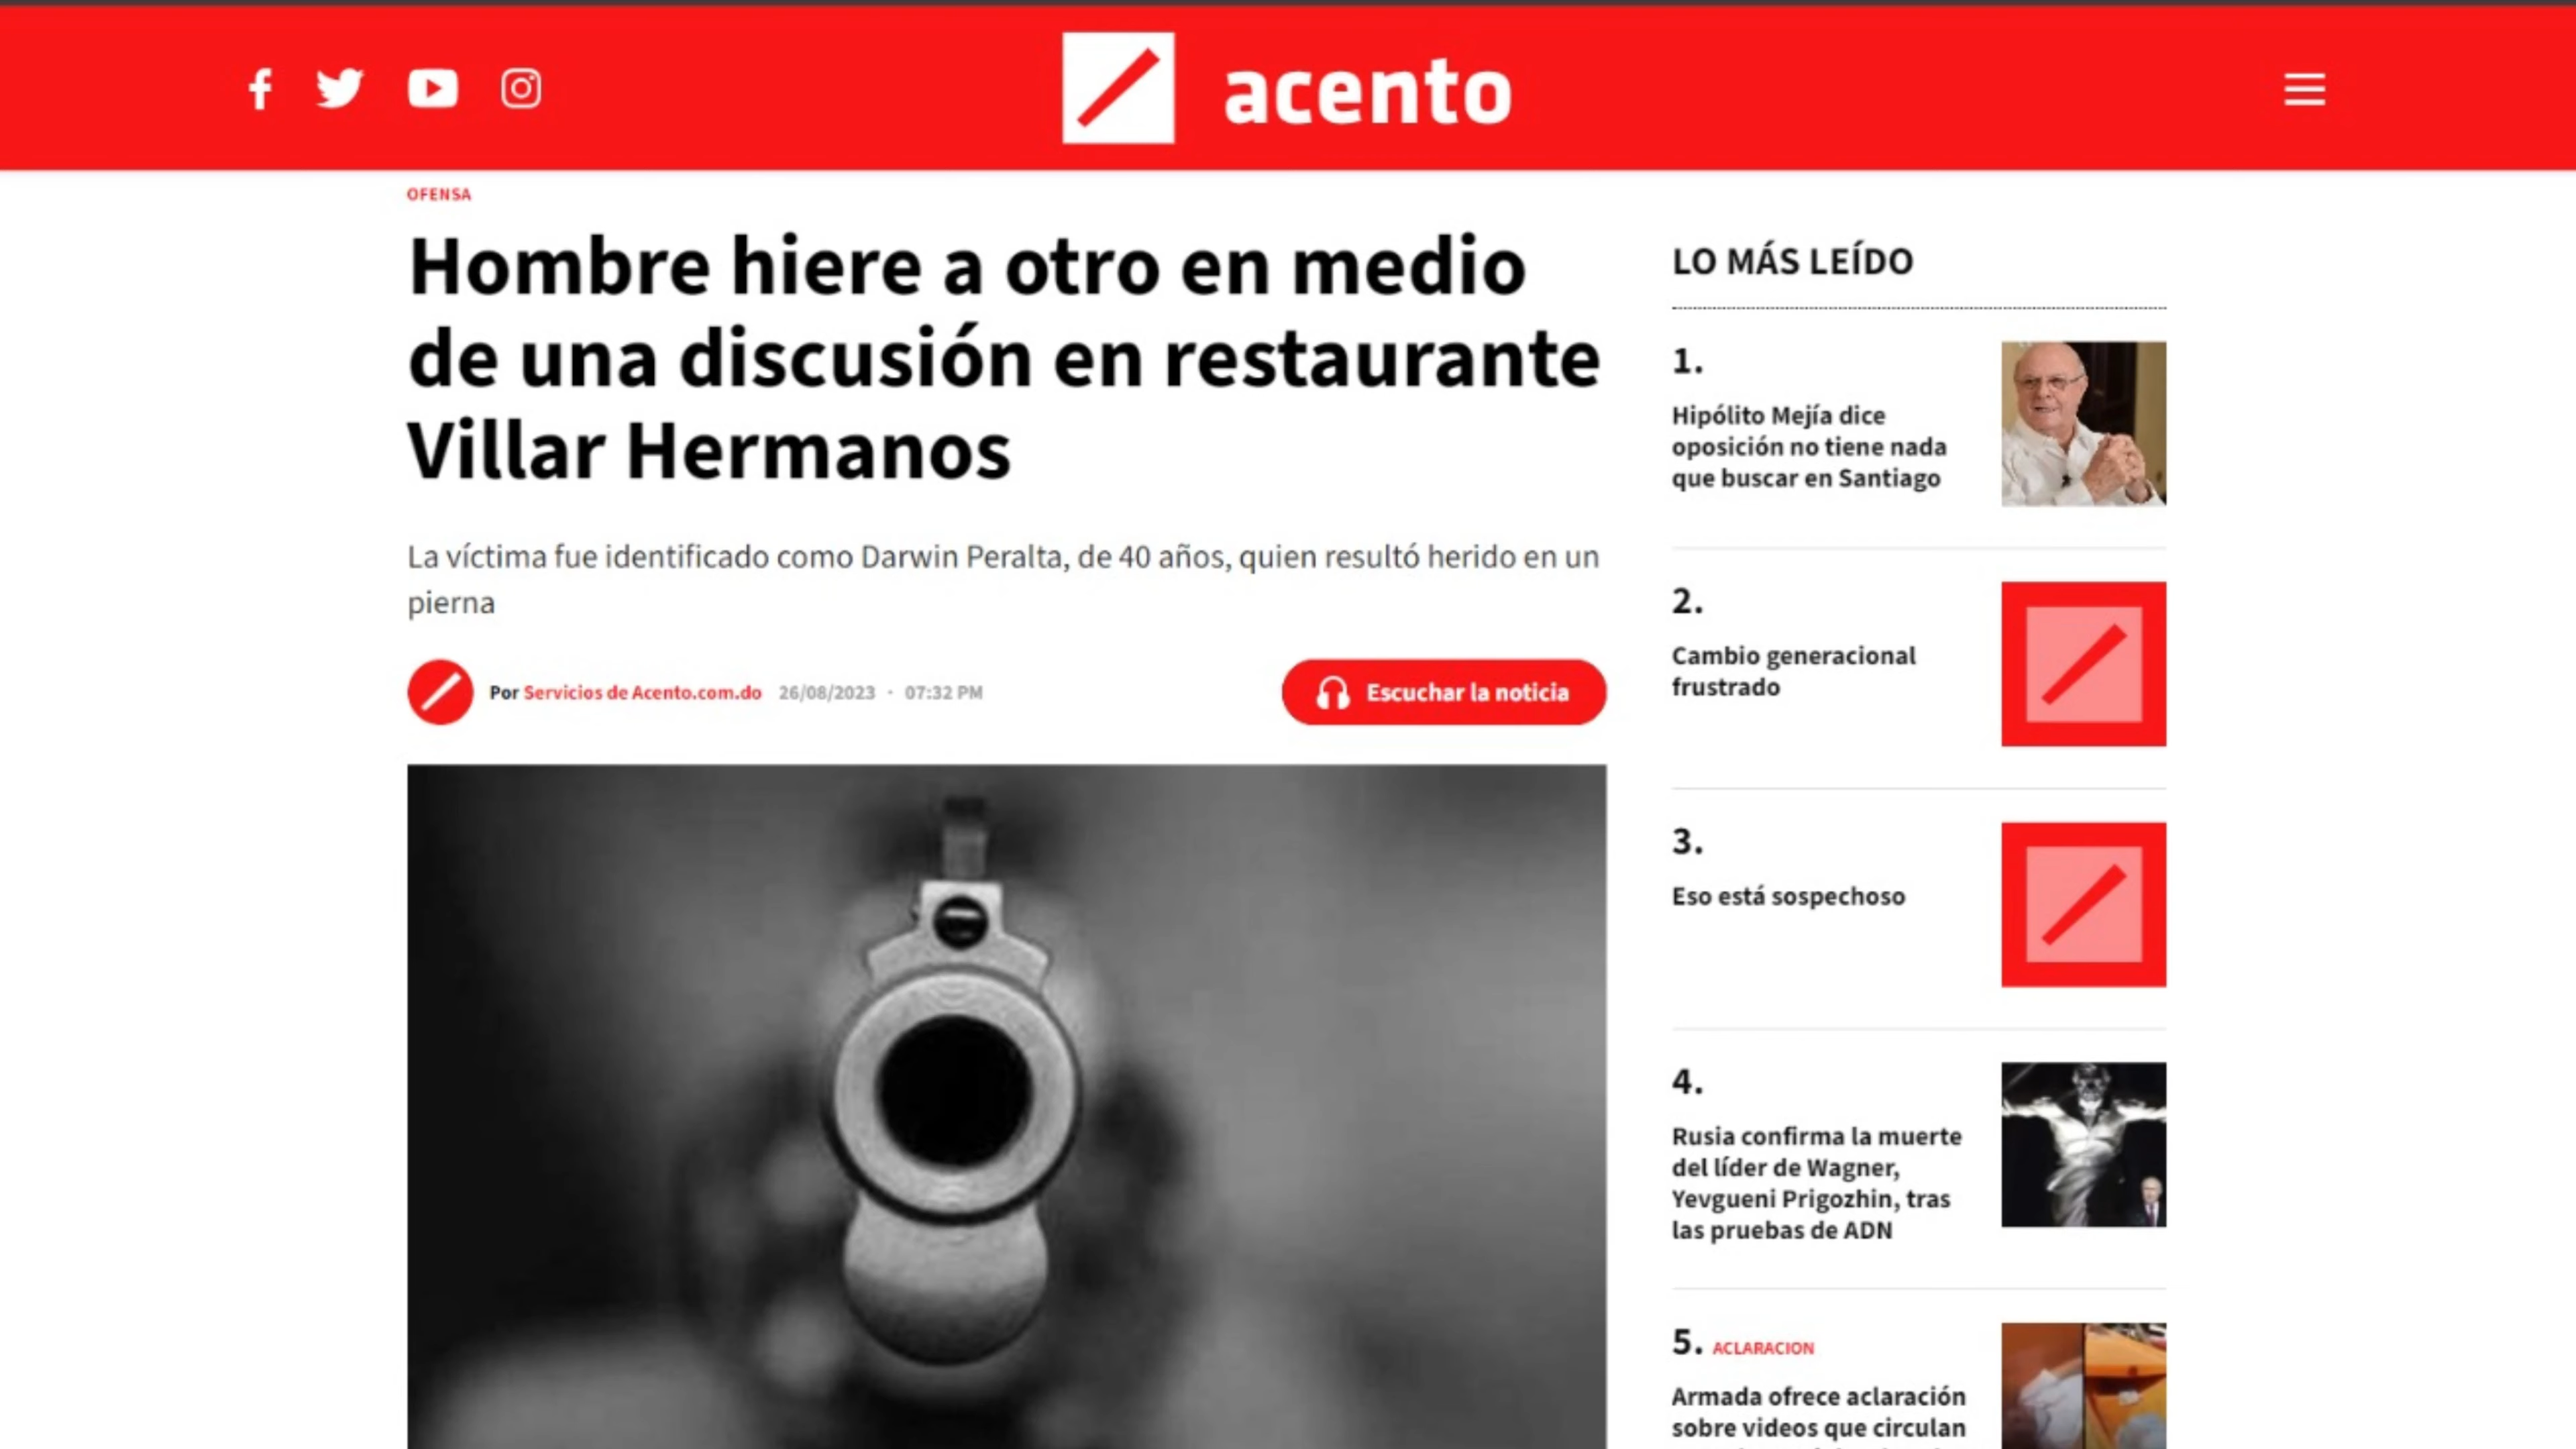 acento
OFENSA
Hombre hiere a otro en medio
de una discusión en restaurante
Villar Hermanos
La víctima fue identificado como Darwin Peralta, de 40 años, quien resultó herido en un
pierna
Por Servicios de Acento.com.do 26/08/2023 · 07:32 PM
Escuchar la noticia
LO MÁS LEÍDO
1.
Hipólito Mejía dice
oposición no tiene nada
que buscar en Santiago
2.
Cambio generacional
frustrado
3.
Eso está sospechoso
4.
Rusia confirma la muerte
del líder de Wagner,
Yevgueni Prigozhin, tras
las pruebas de ADN
5. ACLARACION
Armada ofrece aclaración
sobre videos que circulan